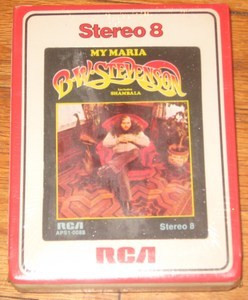 Stereo 8
MY MARIA
B.W. STEVENSON
Includes
SHAMBALA
RCA
Stereo 8
RCA